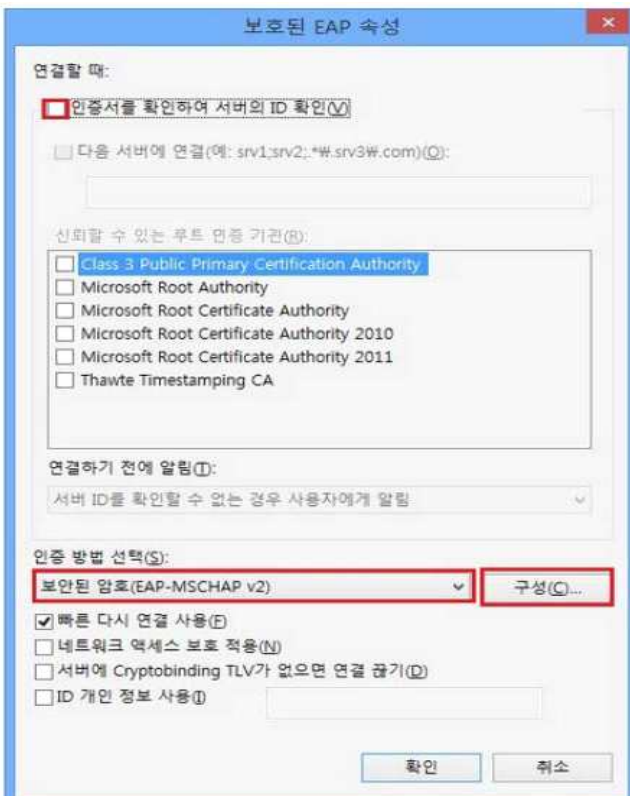 보호된 EAP 속성
연결할 때:
인증서를 확인하여 서버의 ID 확인(V)
다음 서버에 연결(예: srv1;srv2;.*₩.srv3₩.com)(O):
신뢰할 수 있는 루트 인증 기관(R):
Class 3 Public Primary Certification Authority
Microsoft Root Authority
Microsoft Root Certificate Authority
Microsoft Root Certificate Authority 2010
Microsoft Root Certificate Authority 2011
Thawte Timestamping CA
연결하기 전에 알림(T):
서버 ID를 확인할 수 없는 경우 사용자에게 알림
인증 방법 선택(S):
보안된 암호(EAP-MSCHAP v2) 구성(C)...
빠른 다시 연결 사용(F)
네트워크 액세스 보호 적용(N)
서버에 Cryptobinding TLV가 없으면 연결 끊기(D)
ID 개인 정보 사용(I)
확인 취소